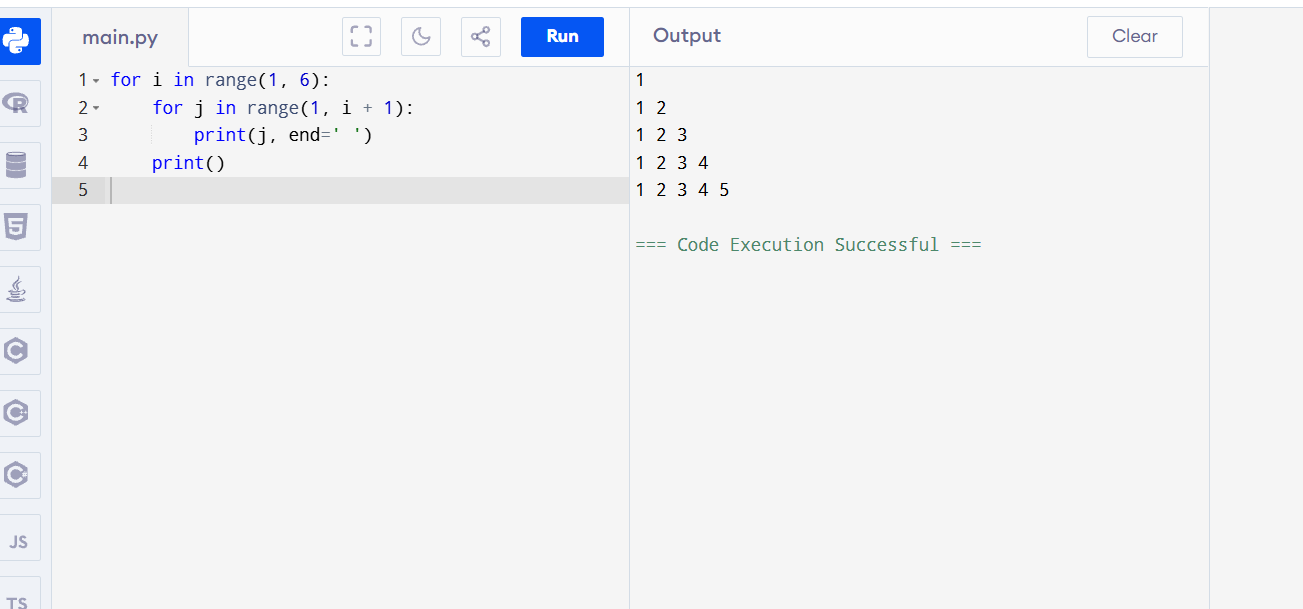 main.py
Run
Output
Clear
1 for i in range(1, 6):
2     for j in range(1, i + 1):
3         print(j, end=' ')
4     print()
5
1
1 2
1 2 3
1 2 3 4
1 2 3 4 5
=== Code Execution Successful ===
R
5
C
C++
C#
JS
TS